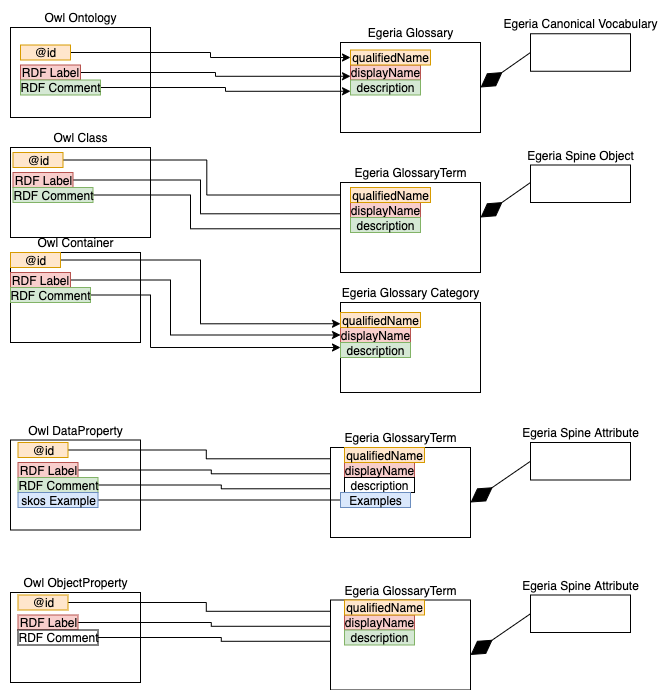 Owl Ontology
Egeria Glossary
Egeria Canonical Vocabulary
@id
RDF Label
RDF Comment
qualifiedName
displayName
description
Owl Class
Egeria GlossaryTerm
Egeria Spine Object
@id
RDF Label
RDF Comment
qualifiedName
displayName
description
Owl Container
@id
RDF Label
RDF Comment
Egeria Glossary Category
qualifiedName
displayName
description
Owl DataProperty
Egeria GlossaryTerm
Egeria Spine Attribute
@id
RDF Label
RDF Comment
skos Example
qualifiedName
displayName
description
Examples
Owl ObjectProperty
Egeria GlossaryTerm
Egeria Spine Attribute
@id
RDF Label
RDF Comment
qualifiedName
displayName
description